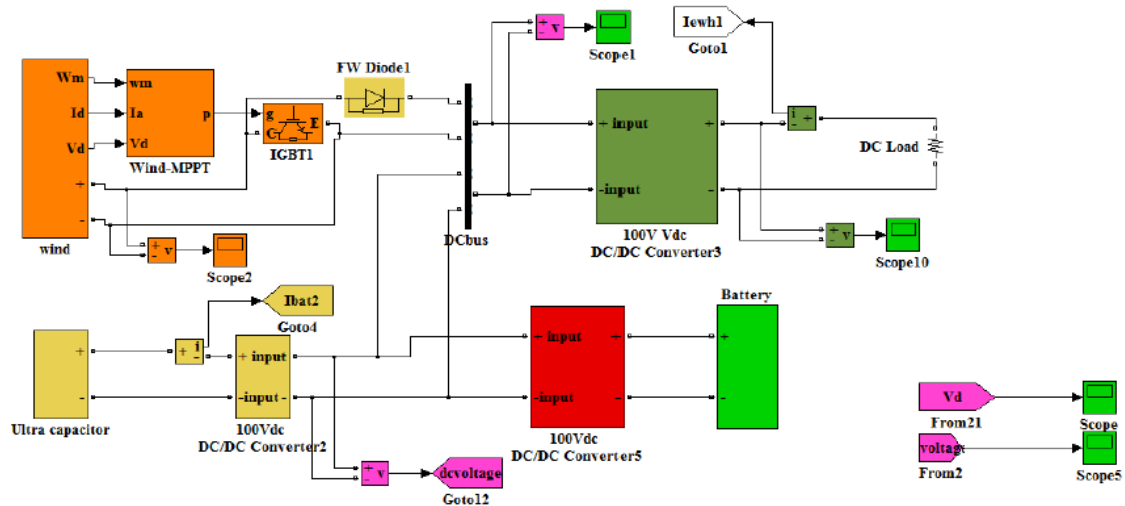 Iewh1
Goto1
+ v
-
Scope1
FW Diode1
Wm
Id
Vd
+
-
wind
wm
Ia
Vd
p
Wind-MPPT
g
C
E
IGBT1
DCbus
+ input +
-input -
100V Vdc
DC/DC Converter3
i +
-
DC Load
+ v
-
Scope10
+ v
-
Scope2
Ibat2
Goto4
+
-
Ultra capacitor
+ i
-
+ input +
-input -
100Vdc
DC/DC Converter2
+ input +
-input -
100Vdc
DC/DC Converter5
Battery
+
-
+ v
-
dcvoltage
Goto12
Vd
From21
Scope
voltag
From2
Scope5